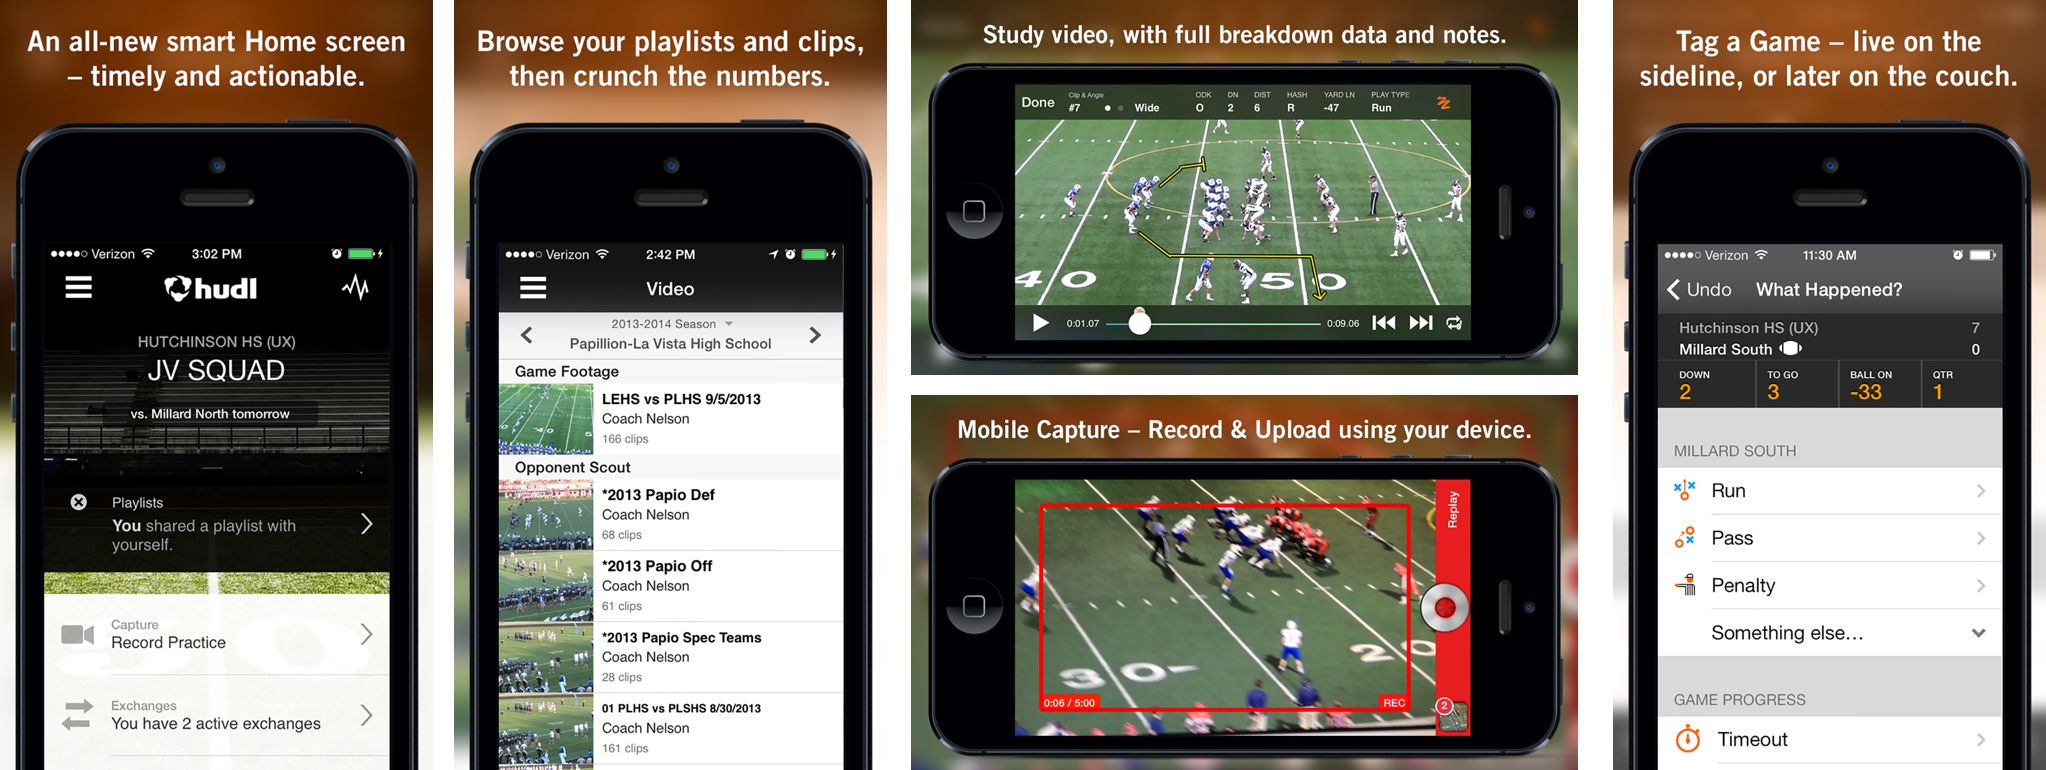 An all-new smart Home screen
– timely and actionable.
Verizon
3:02 PM
hudl
HUTCHINSON HS (UX)
JV SQUAD
vs. Millard North tomorrow
Playlists
You shared a playlist with
yourself.
Capture
Record Practice
Exchanges
You have 2 active exchanges
Browse your playlists and clips,
then crunch the numbers.
Verizon
2:42 PM
Video
2013-2014 Season
Papillion-La Vista High School
Game Footage
LEHS vs PLHS 9/5/2013
Coach Nelson
166 clips
Opponent Scout
*2013 Papio Def
Coach Nelson
68 clips
*2013 Papio Off
Coach Nelson
61 clips
*2013 Papio Spec Teams
Coach Nelson
28 clips
01 PLHS vs PLSHS 8/30/2013
Coach Nelson
161 clips
Study video, with full breakdown data and notes.
Done
Clip & Angle
#7
Wide
ODK DN DIST HASH YARD LN PLAY TYPE
O 2 6 R -47 Run
40 50
0:01.07
0:09.06
Mobile Capture – Record & Upload using your device.
Replay
30 20
0:06 / 5:00
REC
2
Tag a Game – live on the
sideline, or later on the couch.
Verizon
11:30 AM
Undo
What Happened?
Hutchinson HS (UX) 7
Millard South 0
DOWN TO GO BALL ON QTR
2 3 -33 1
MILLARD SOUTH
Run
Pass
Penalty
Something else...
GAME PROGRESS
Timeout